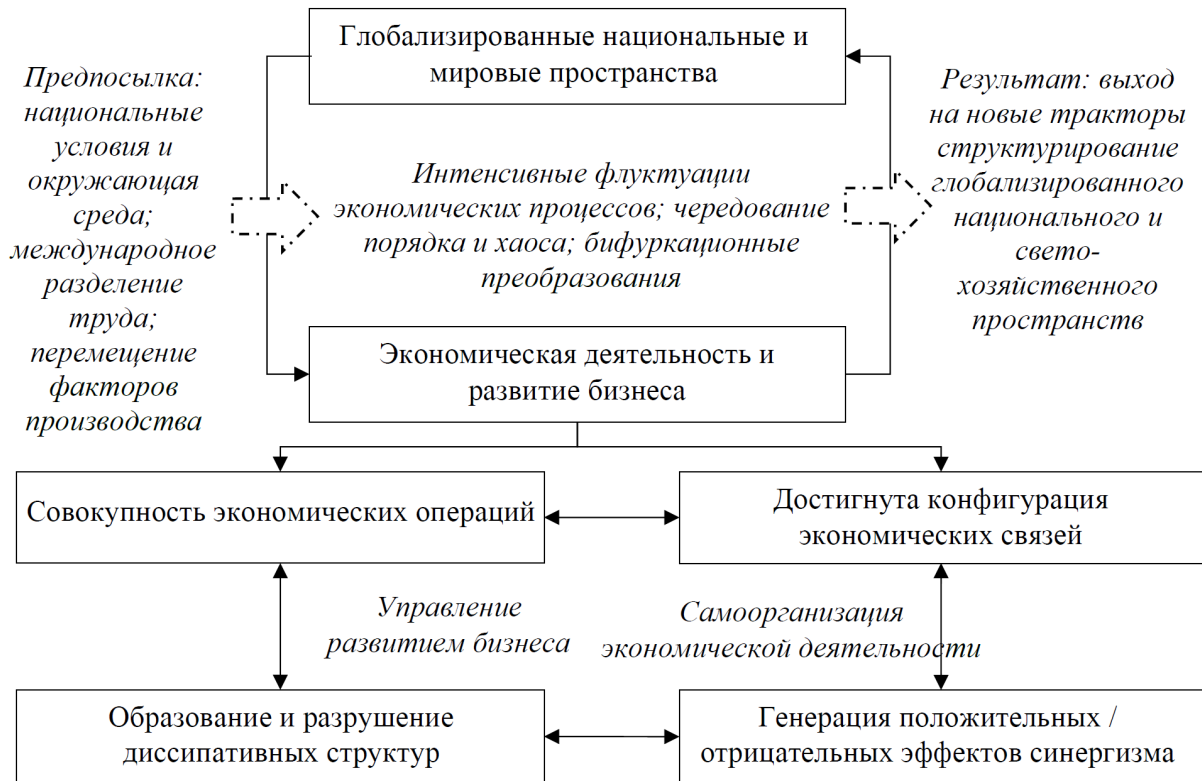 Глобализированные национальные и
мировые пространства
Предпосылка:
национальные
условия и
окружающая
среда;
международное
разделение
труда;
перемещение
факторов
производства
Интенсивные флуктуации
экономических процессов; чередование
порядка и хаоса; бифуркационные
преобразования
Результат: выход
на новые тракторы
структурирование
глобализированного
национального и
свето-
хозяйственного
пространств
Экономическая деятельность и
развитие бизнеса
Совокупность экономических операций
Достигнута конфигурация
экономических связей
Управление
развитием бизнеса
Самоорганизация
экономической деятельности
Образование и разрушение
диссипативных структур
Генерация положительных /
отрицательных эффектов синергизма